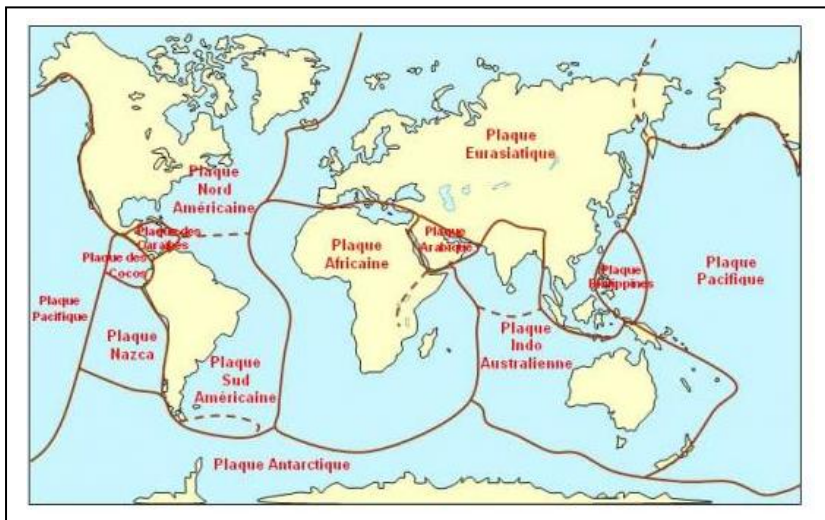 Plaque
Eurasiatique
Plaque
Nord
Américaine
Plaque des
Caraïbes
Plaque des
Cocos
Plaque
Africaine
Plaque
Arabique
Plaque
Philippines
Plaque
Pacifique
Plaque
Pacifique
Plaque
Nazca
Plaque
Sud
Américaine
Plaque
Indo
Australienne
Plaque Antarctique